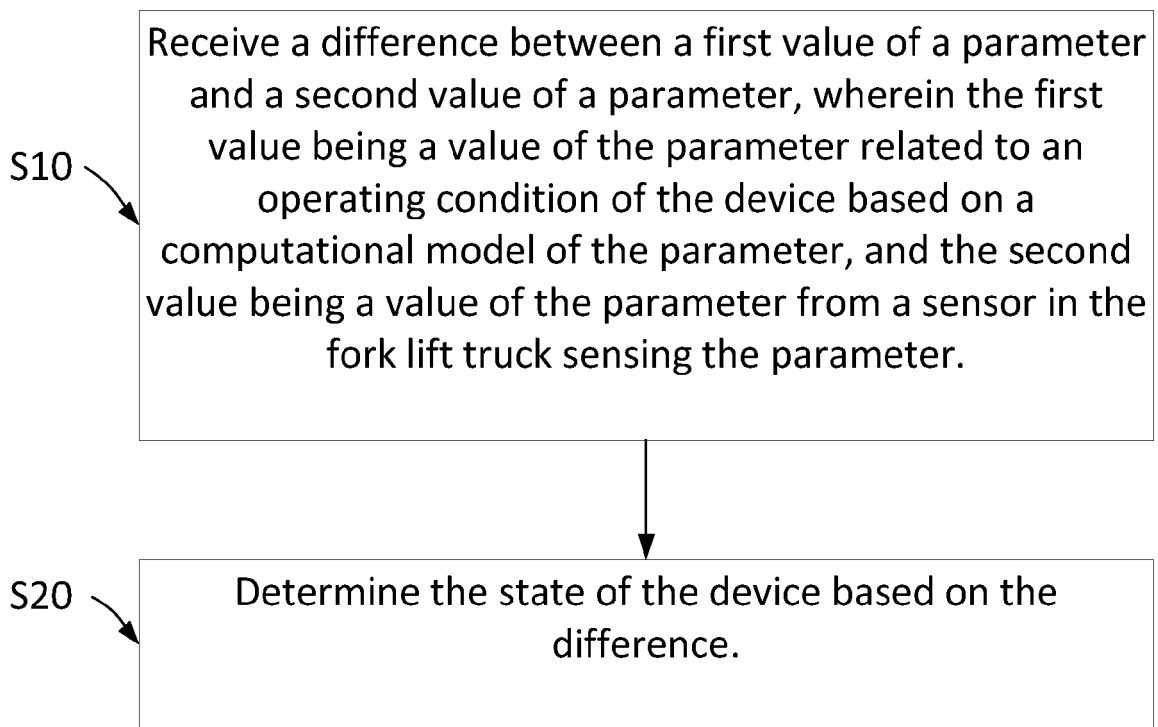 Receive a difference between a first value of a parameter
and a second value of a parameter, wherein the first
value being a value of the parameter related to an
operating condition of the device based on a
computational model of the parameter, and the second
value being a value of the parameter from a sensor in the
fork lift truck sensing the parameter.
S10
Determine the state of the device based on the
difference.
S20